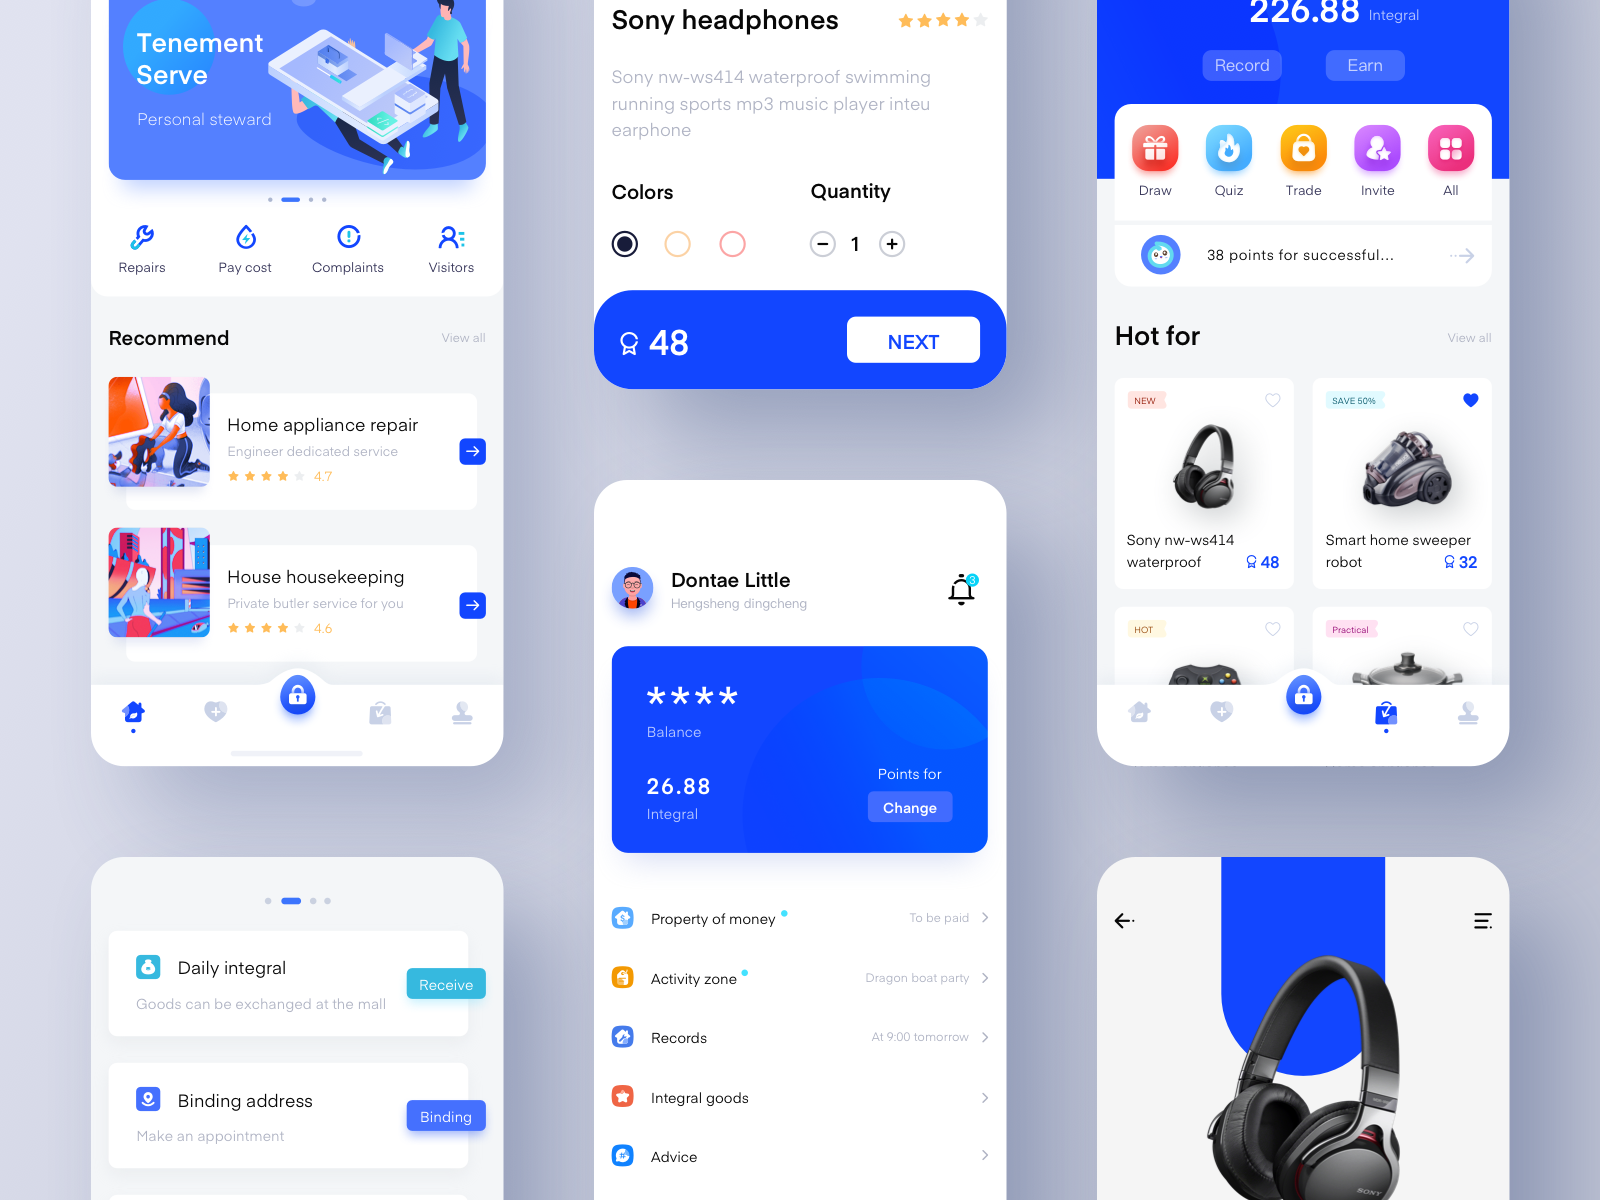 Tenement
Serve
Personal steward
Repairs
Pay cost
Complaints
Visitors
Recommend
View all
Home appliance repair
Engineer dedicated service
4.7
House housekeeping
Private butler service for you
4.6
Daily integral
Goods can be exchanged at the mall
Receive
Binding address
Make an appointment
Binding
Sony headphones
Sony nw-ws414 waterproof swimming
running sports mp3 music player inteu
earphone
Colors
Quantity
1
48
NEXT
Dontae Little
Hengsheng dingcheng
3
****
Balance
26.88
Integral
Points for
Change
Property of money
To be paid
Activity zone
Dragon boat party
Records
At 9:00 tomorrow
Integral goods
Advice
226.88 Integral
Record
Earn
Draw
Quiz
Trade
Invite
All
38 points for successful...
Hot for
View all
NEW
Sony nw-ws414
waterproof
48
SAVE 50%
Smart home sweeper
robot
32
HOT
Practical
SONY